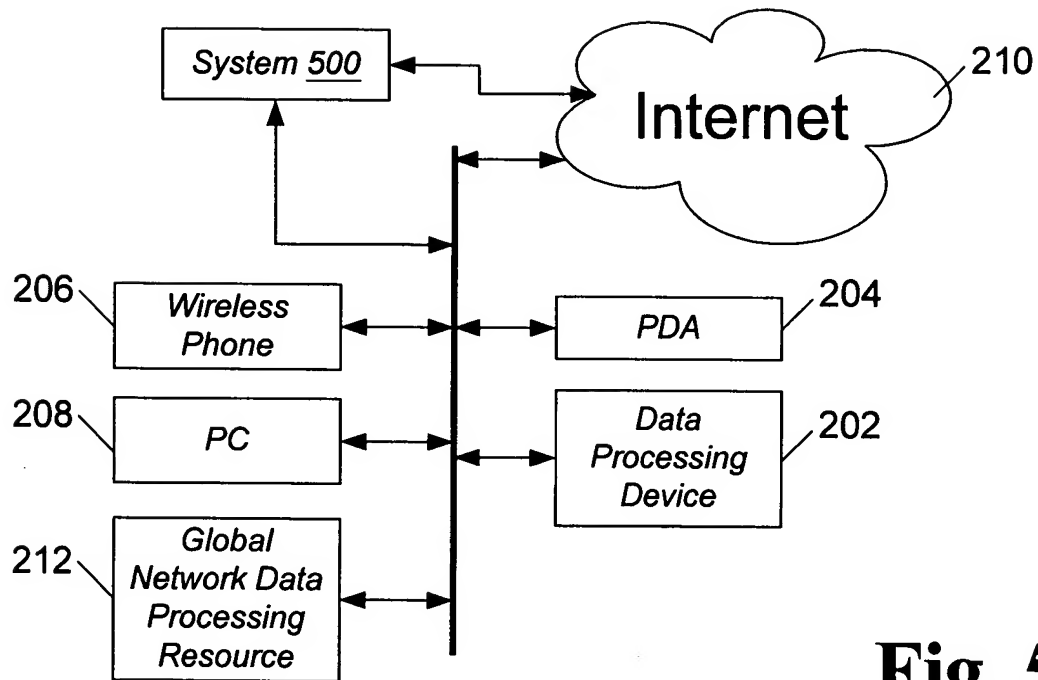 System 500
Internet
210
206
Wireless
Phone
PDA
204
208
PC
Data
Processing
Device
202
212
Global
Network Data
Processing
Resource
Fig.